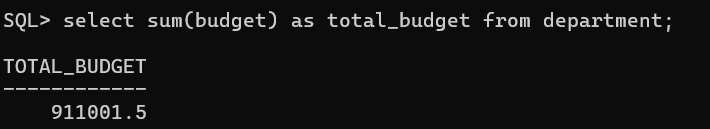 SQL> select sum(budget) as total_budget from department;
TOTAL_BUDGET
------------
911001.5